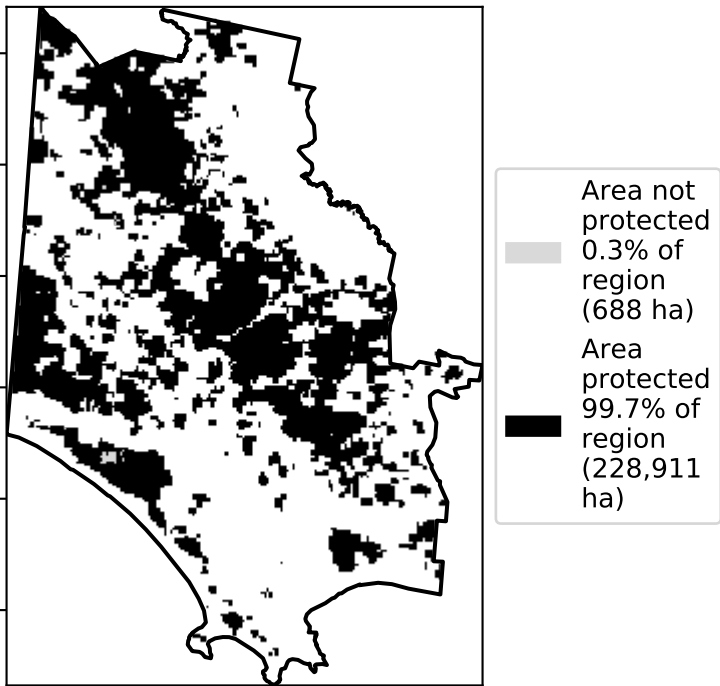 Area not
protected
0.3% of
region
(688 ha)
Area
protected
99.7% of
region
(228,911
ha)